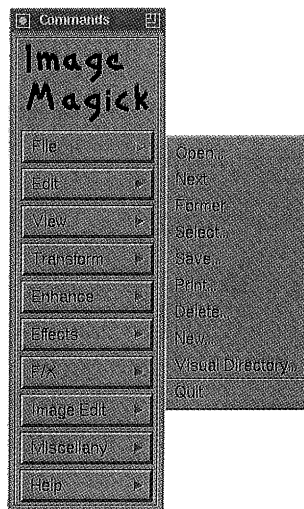 Commands
Image
Magick
File
Edit
View
Transform
Enhance
Effects
F/X
Image Edit
Miscellany
Help
Open...
Next
Former
Select...
Save...
Print...
Delete...
New...
Visual Directory...
Quit